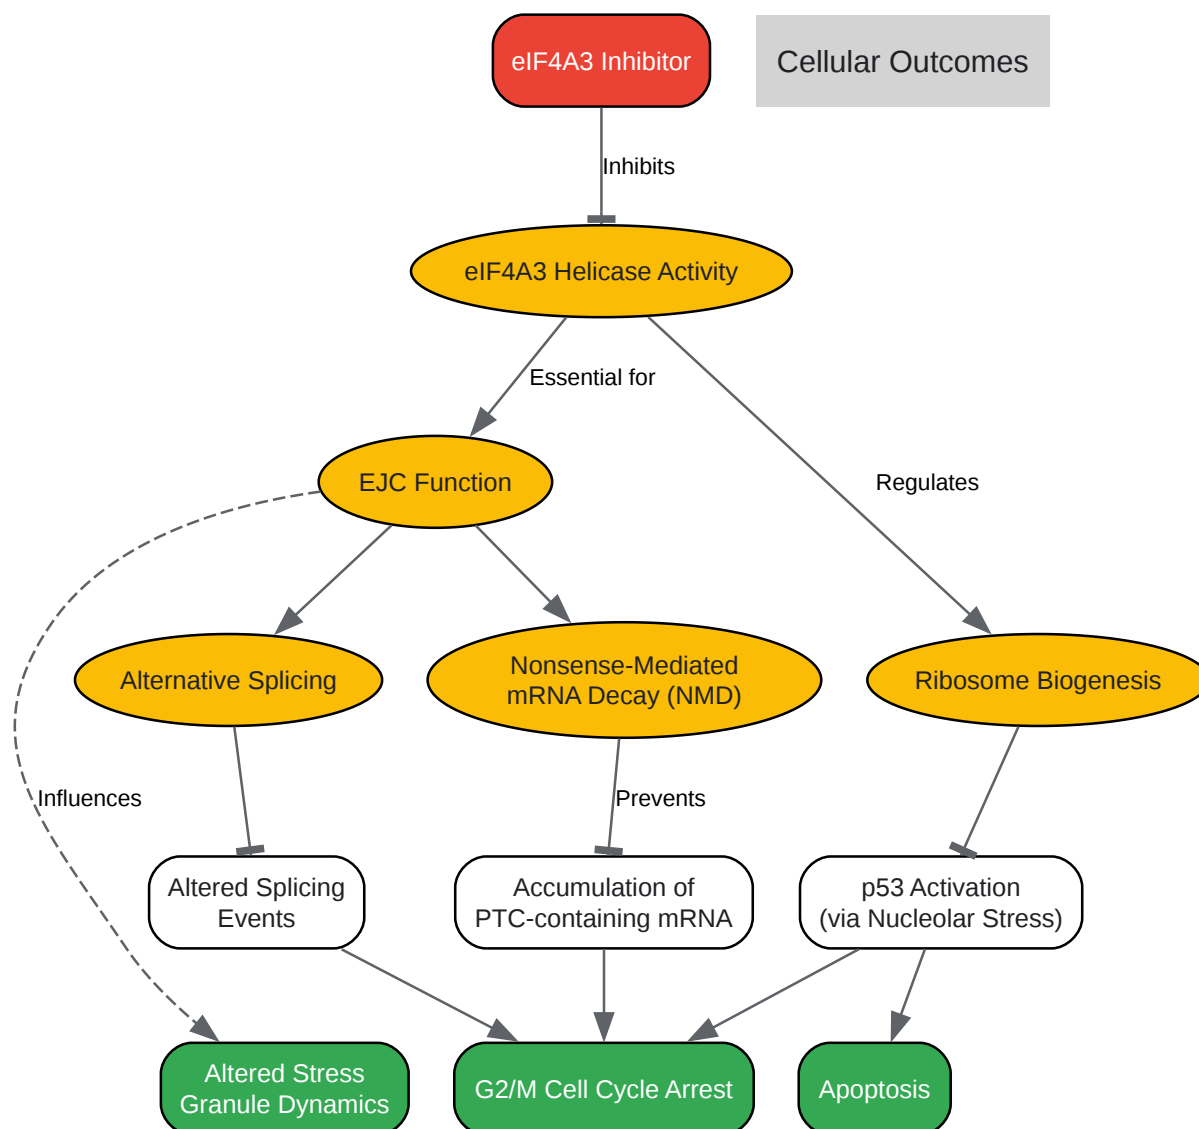 eIF4A3 Inhibitor
Cellular Outcomes
Inhibits
eIF4A3 Helicase Activity
Essential for
EJC Function
Regulates
Alternative Splicing
Nonsense-Mediated
mRNA Decay (NMD)
Ribosome Biogenesis
Influences
Prevents
Altered Splicing
Events
Accumulation of
PTC-containing mRNA
p53 Activation
(via Nucleolar Stress)
Altered Stress
Granule Dynamics
G2/M Cell Cycle Arrest
Apoptosis